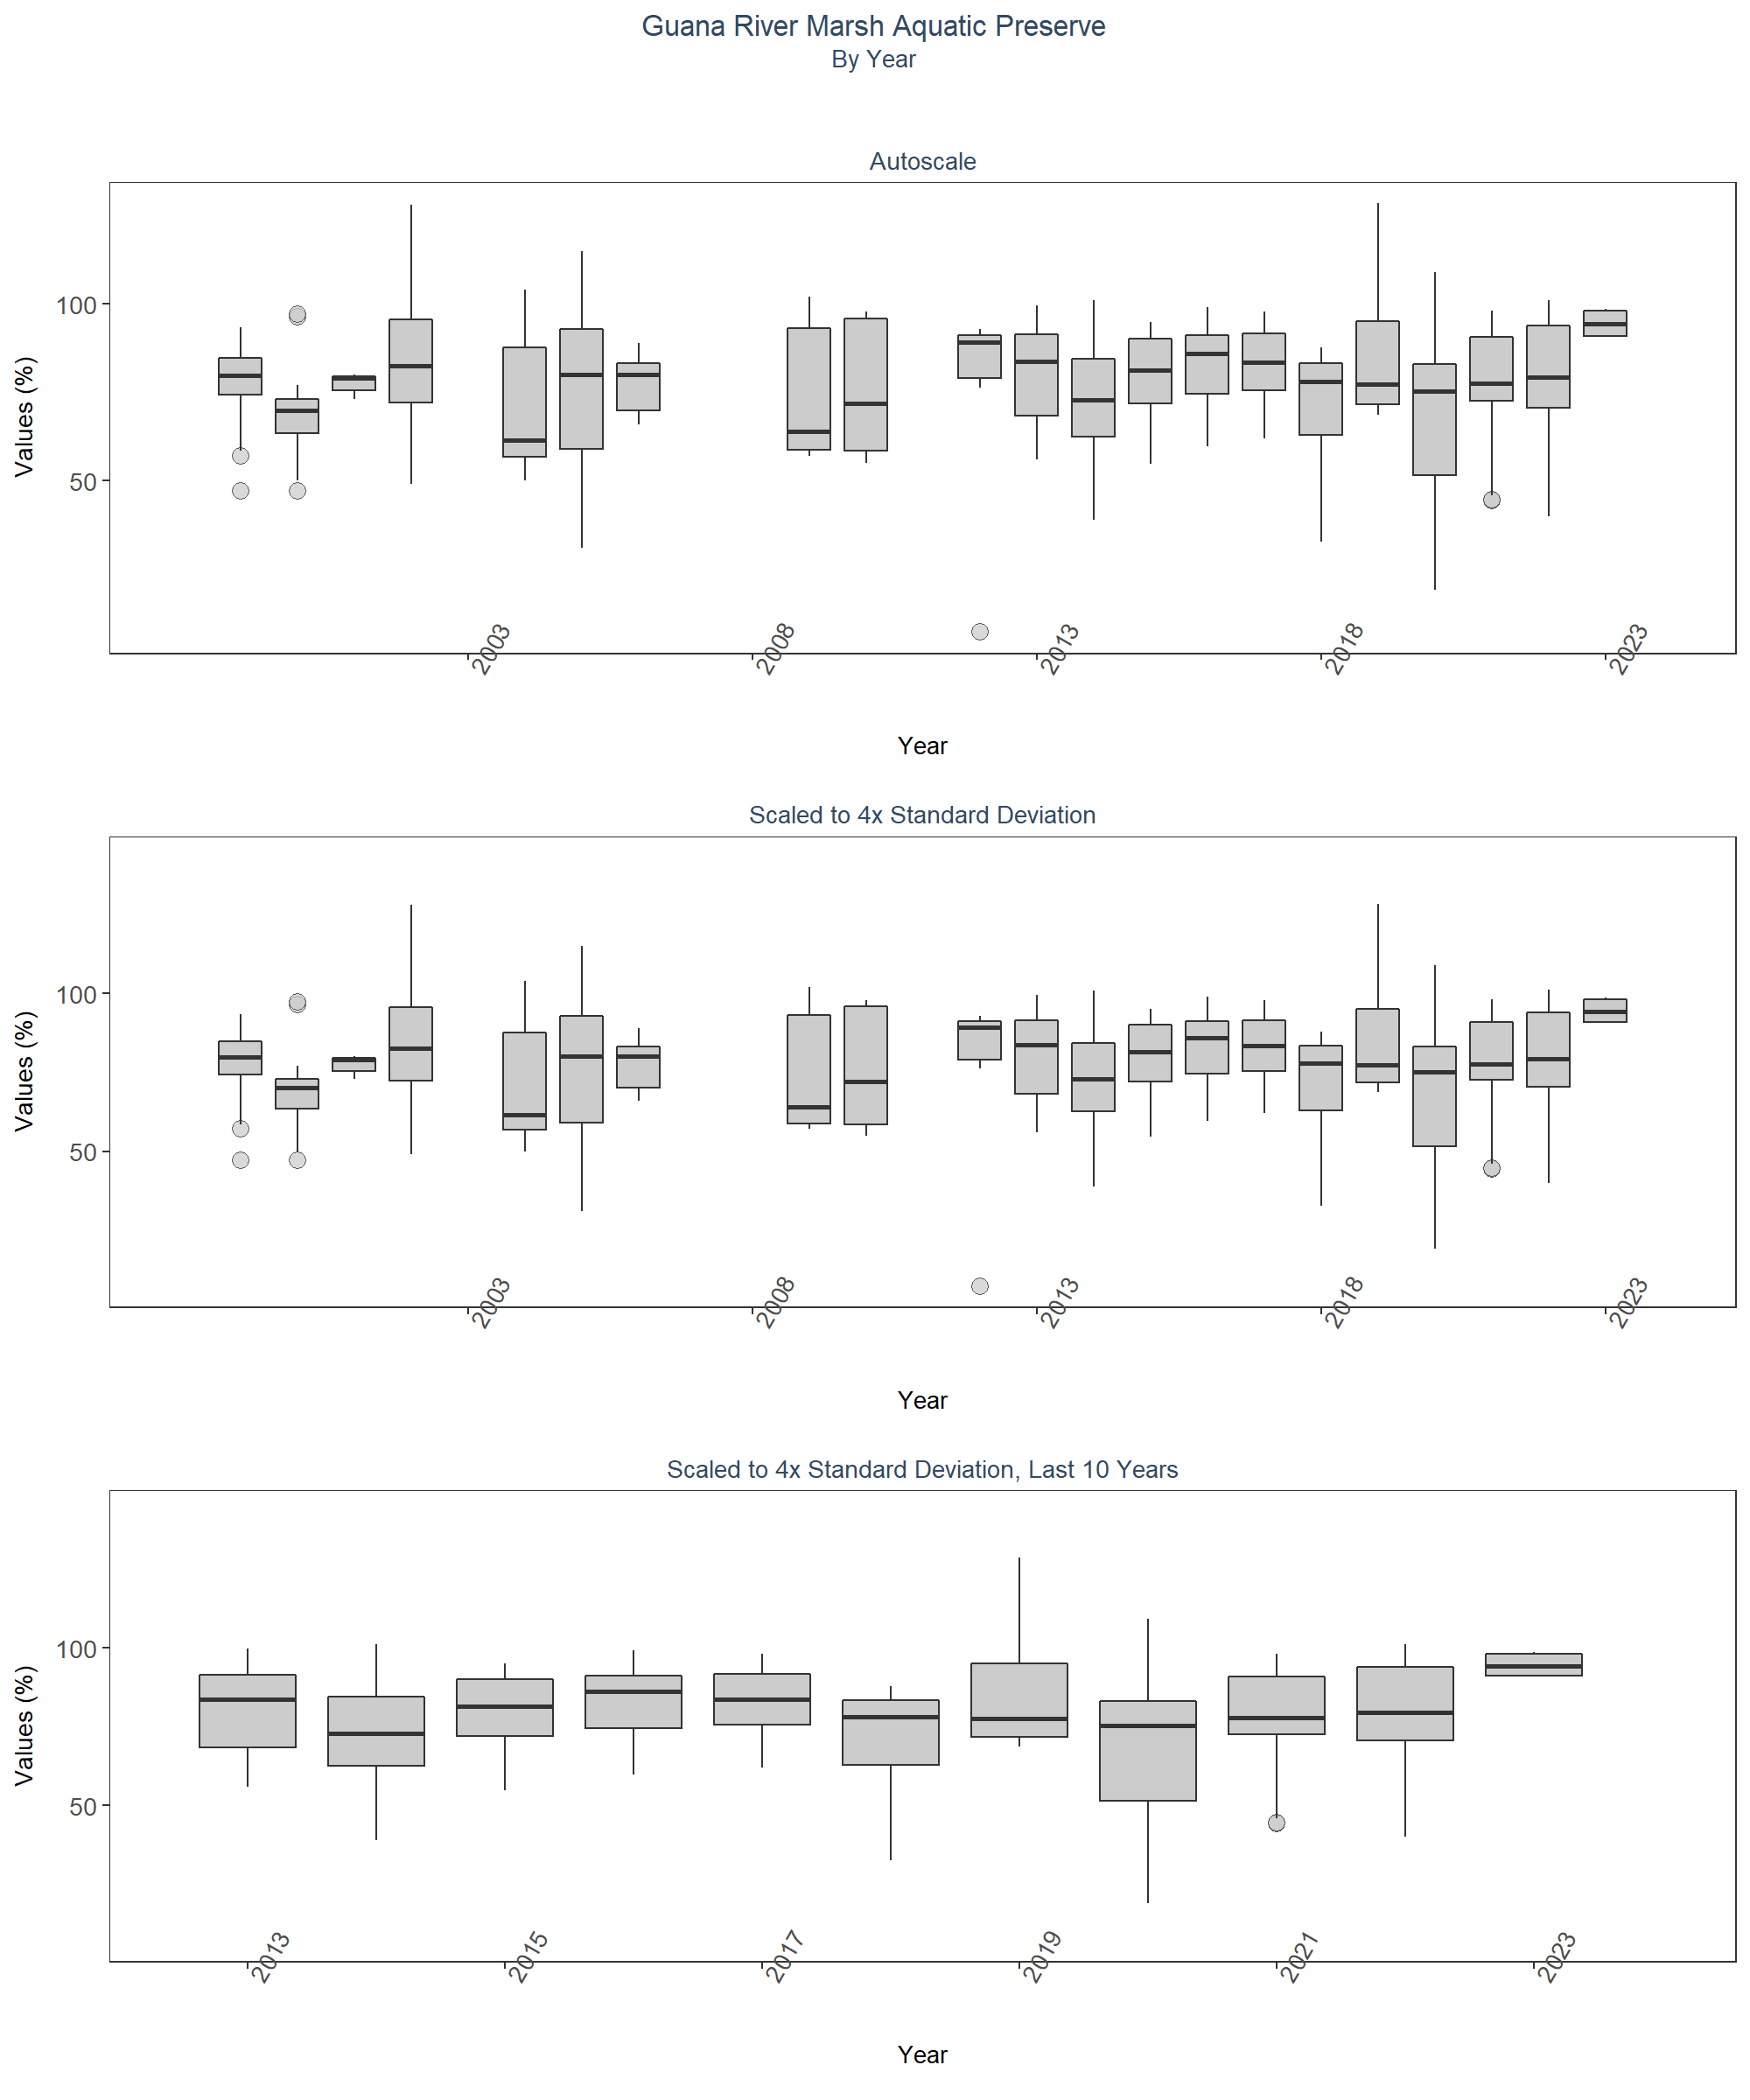 Guana River Marsh Aquatic Preserve
By Year
Autoscale
Values (%)
100
50
2003
2008
2013
2018
2023
Year
Scaled to 4x Standard Deviation
Values (%)
100
50
2003
2008
2013
2018
2023
Year
Scaled to 4x Standard Deviation, Last 10 Years
Values (%)
100
50
2013
2015
2017
2019
2021
2023
Year